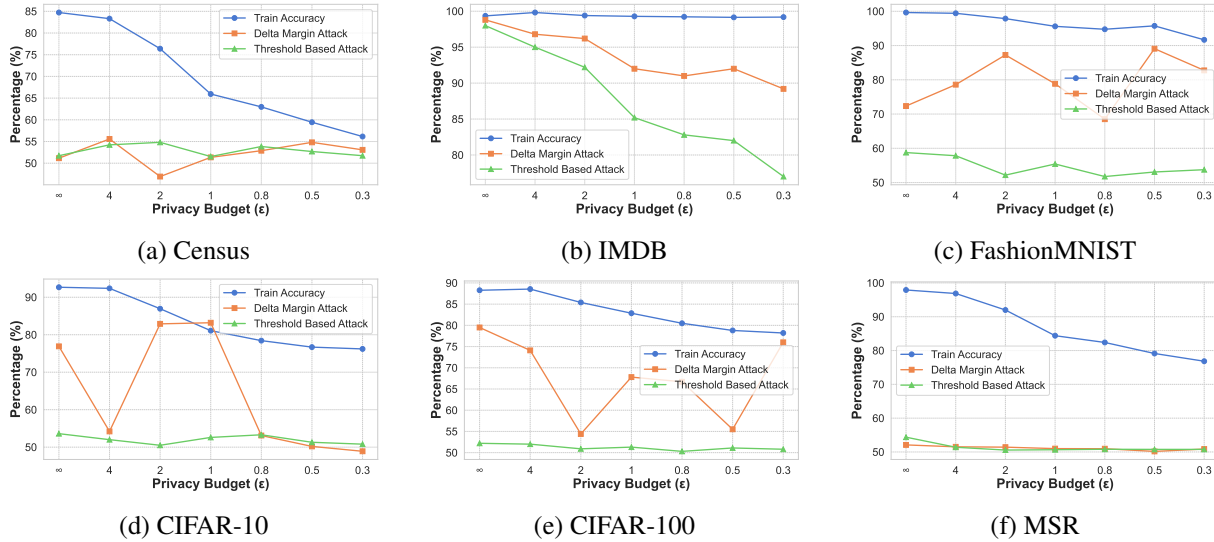 85
80
75
70
65
60
55
50
Percentage (%)
Train Accuracy
Delta Margin Attack
Threshold Based Attack
∞ 4 2 1 0.8 0.5 0.3
Privacy Budget (ε)
(a) Census
100
95
90
85
80
Percentage (%)
Train Accuracy
Delta Margin Attack
Threshold Based Attack
∞ 4 2 1 0.8 0.5 0.3
Privacy Budget (ε)
(b) IMDB
100
90
80
70
60
50
Percentage (%)
Train Accuracy
Delta Margin Attack
Threshold Based Attack
∞ 4 2 1 0.8 0.5 0.3
Privacy Budget (ε)
(c) FashionMNIST
90
80
70
60
50
Percentage (%)
Train Accuracy
Delta Margin Attack
Threshold Based Attack
∞ 4 2 1 0.8 0.5 0.3
Privacy Budget (ε)
(d) CIFAR-10
90
85
80
75
70
65
60
55
50
Percentage (%)
Train Accuracy
Delta Margin Attack
Threshold Based Attack
∞ 4 2 1 0.8 0.5 0.3
Privacy Budget (ε)
(e) CIFAR-100
100
90
80
70
60
50
Percentage (%)
Train Accuracy
Delta Margin Attack
Threshold Based Attack
∞ 4 2 1 0.8 0.5 0.3
Privacy Budget (ε)
(f) MSR